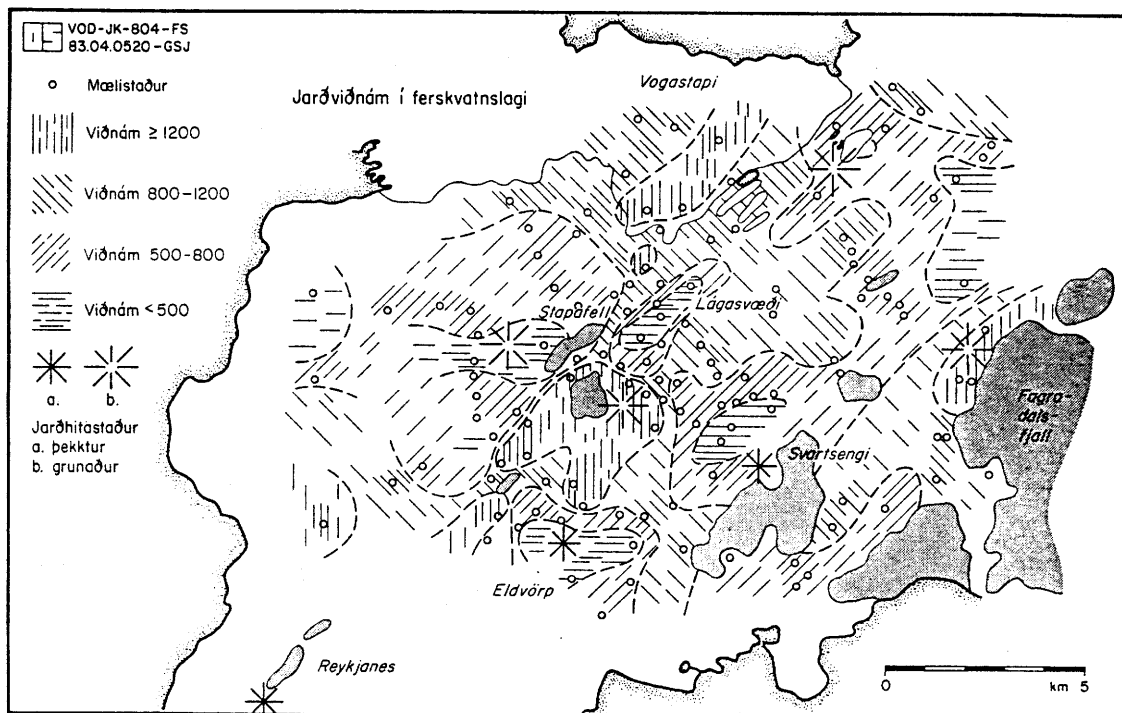 VOD-JK-804-FS
83.04.0520-GSJ
Mælistaður
Viðnám ≥ 1200
Viðnám 800-1200
Viðnám 500-800
Viðnám < 500
a. b.
Jarðhitastaður
a. þekktur
b. grunaður
Jarðviðnám í ferskvatnslagi
Vogastapi
Stapafell
Lágasvæði
Fagra-
dals-
fjall
Svartsengi
Eldvörp
Reykjanes
0 km 5